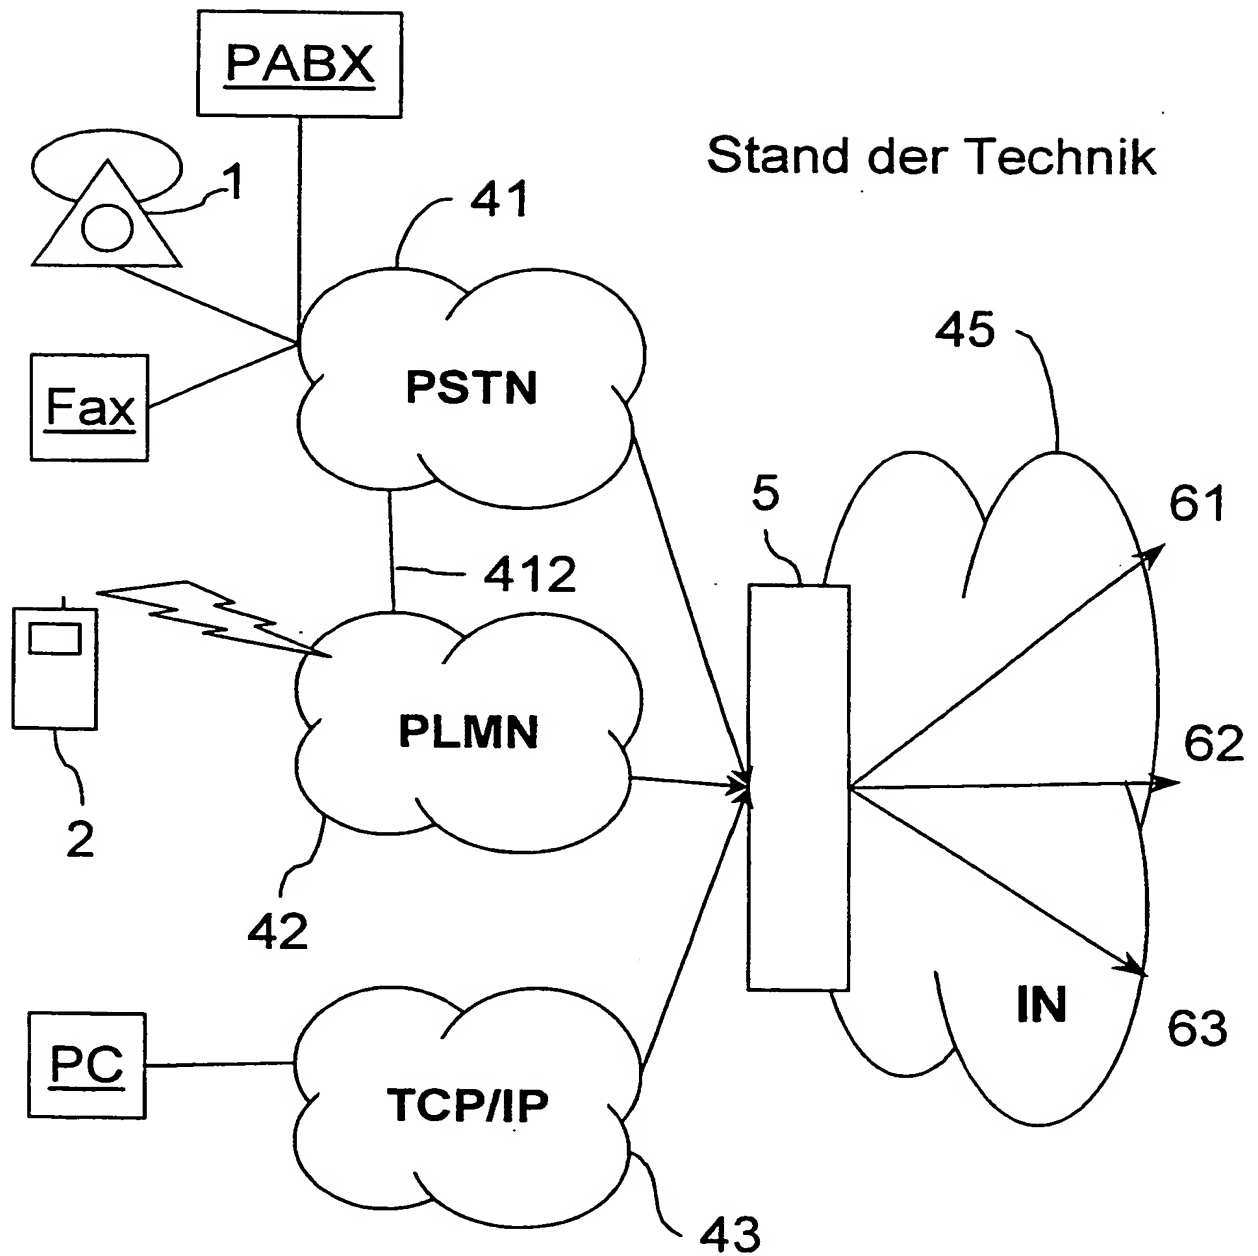 PABX
Stand der Technik
1
41
45
PSTN
Fax
5
61
412
PLMN
62
2
42
IN
63
PC
TCP/IP
43